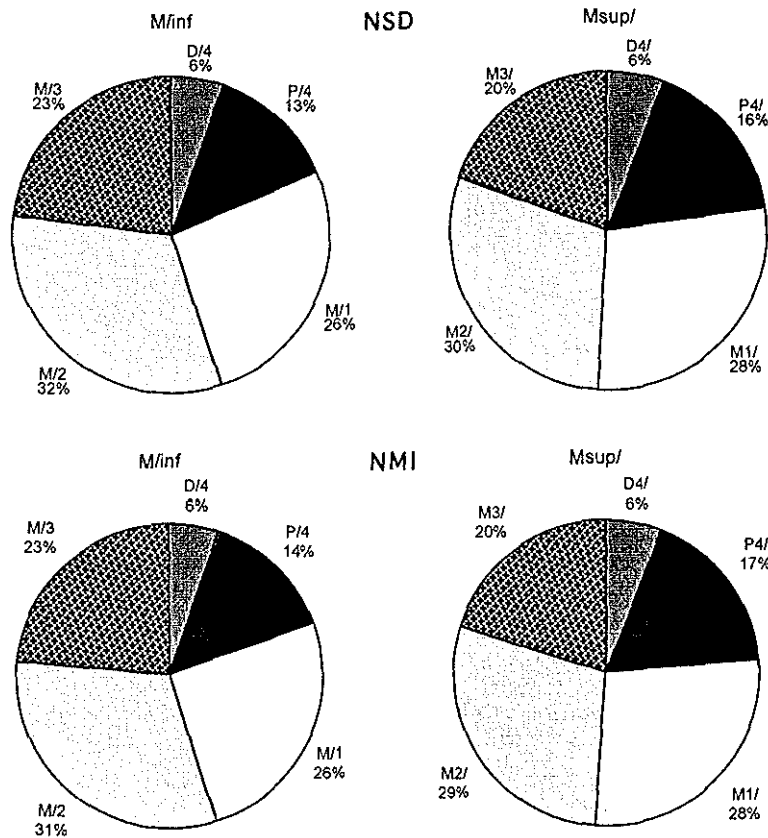 M/inf
NSD
Msup/
D/4
6%
P/4
13%
M/1
26%
M/2
32%
M/3
23%
D4/
6%
P4/
16%
M1/
28%
M2/
30%
M3/
20%
M/inf
NMI
Msup/
D/4
6%
P/4
14%
M/1
26%
M/2
31%
M/3
23%
D4/
6%
P4/
17%
M1/
28%
M2/
29%
M3/
20%